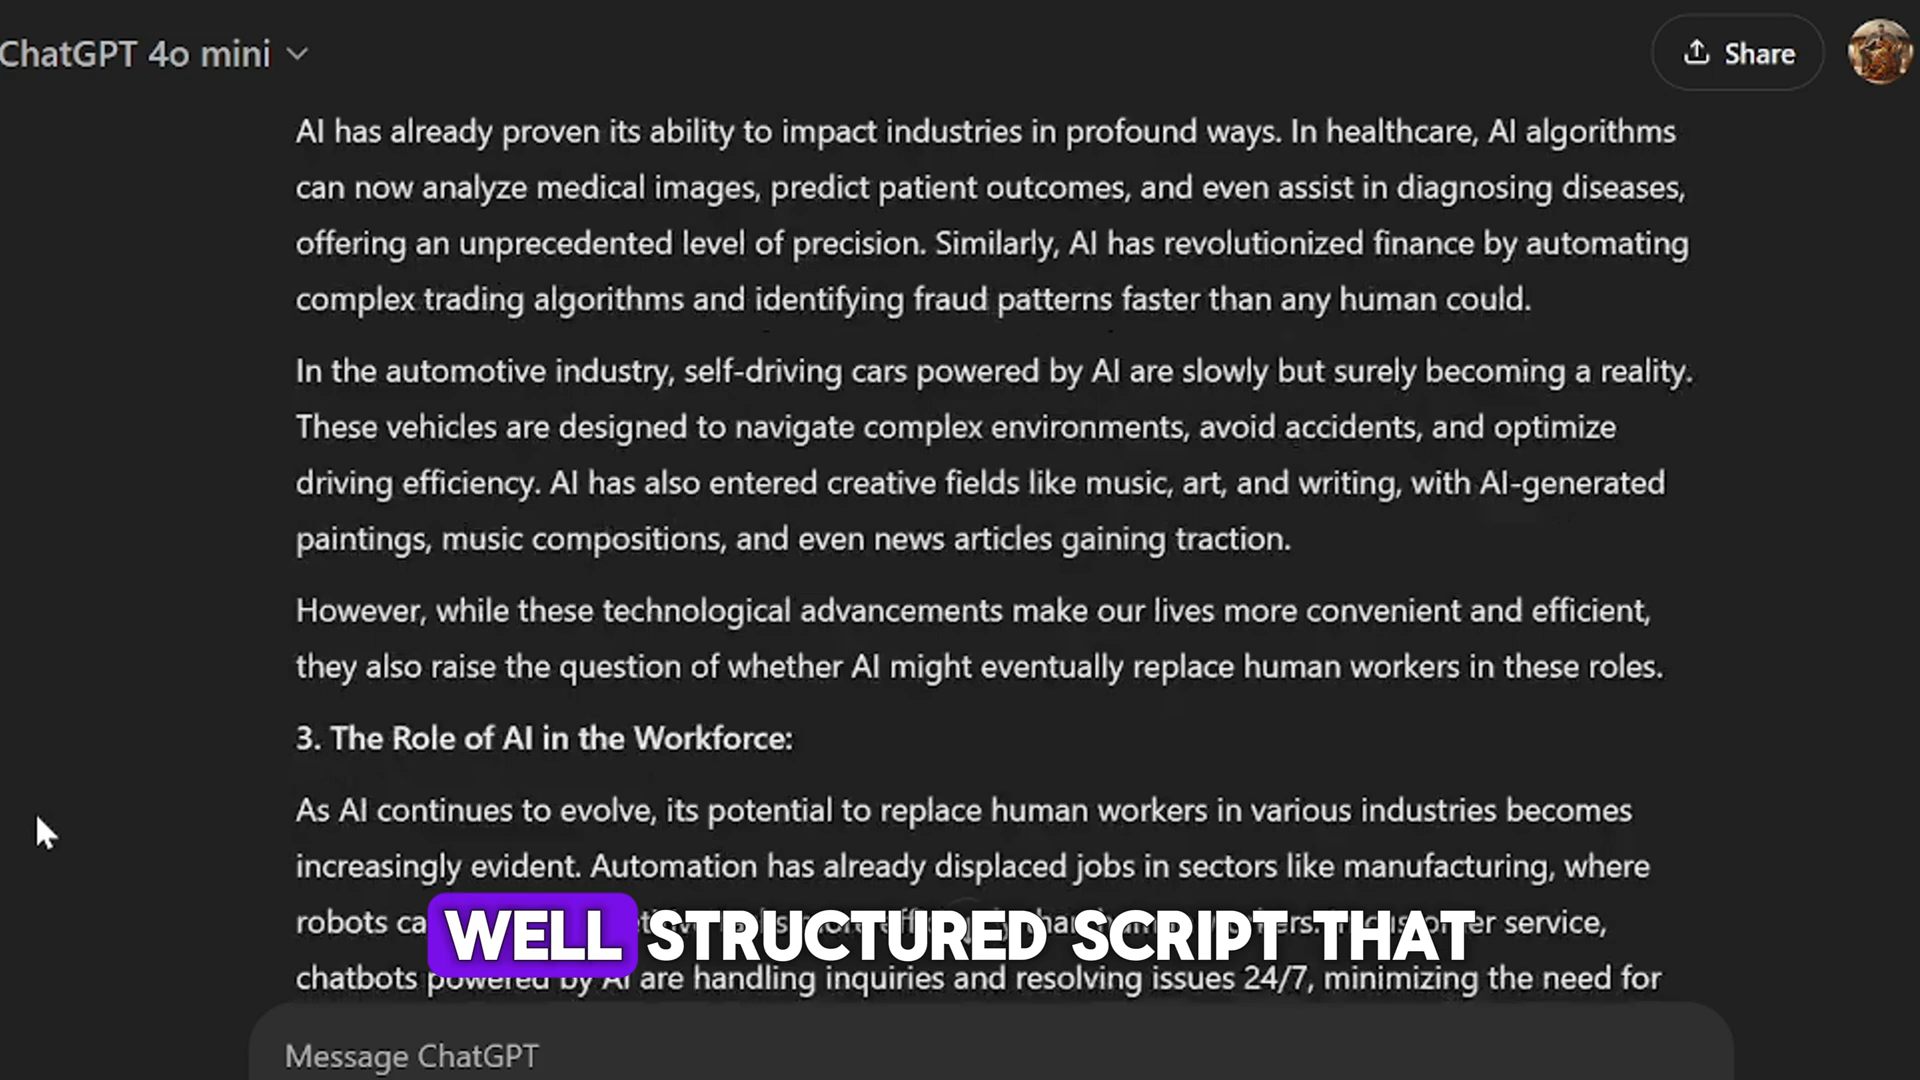 ChatGPT 4o mini
Share
AI has already proven its ability to impact industries in profound ways. In healthcare, AI algorithms
can now analyze medical images, predict patient outcomes, and even assist in diagnosing diseases,
offering an unprecedented level of precision. Similarly, AI has revolutionized finance by automating
complex trading algorithms and identifying fraud patterns faster than any human could.
In the automotive industry, self-driving cars powered by AI are slowly but surely becoming a reality.
These vehicles are designed to navigate complex environments, avoid accidents, and optimize
driving efficiency. AI has also entered creative fields like music, art, and writing, with AI-generated
paintings, music compositions, and even news articles gaining traction.
However, while these technological advancements make our lives more convenient and efficient,
they also raise the question of whether AI might eventually replace human workers in these roles.
3. The Role of AI in the Workforce:
As AI continues to evolve, its potential to replace human workers in various industries becomes
increasingly evident. Automation has already displaced jobs in sectors like manufacturing, where
robots service,
WELL STRUCTURED SCRIPT THAT
chatbots powered by AI are handling inquiries and resolving issues 24/7, minimizing the need for
Message ChatGPT